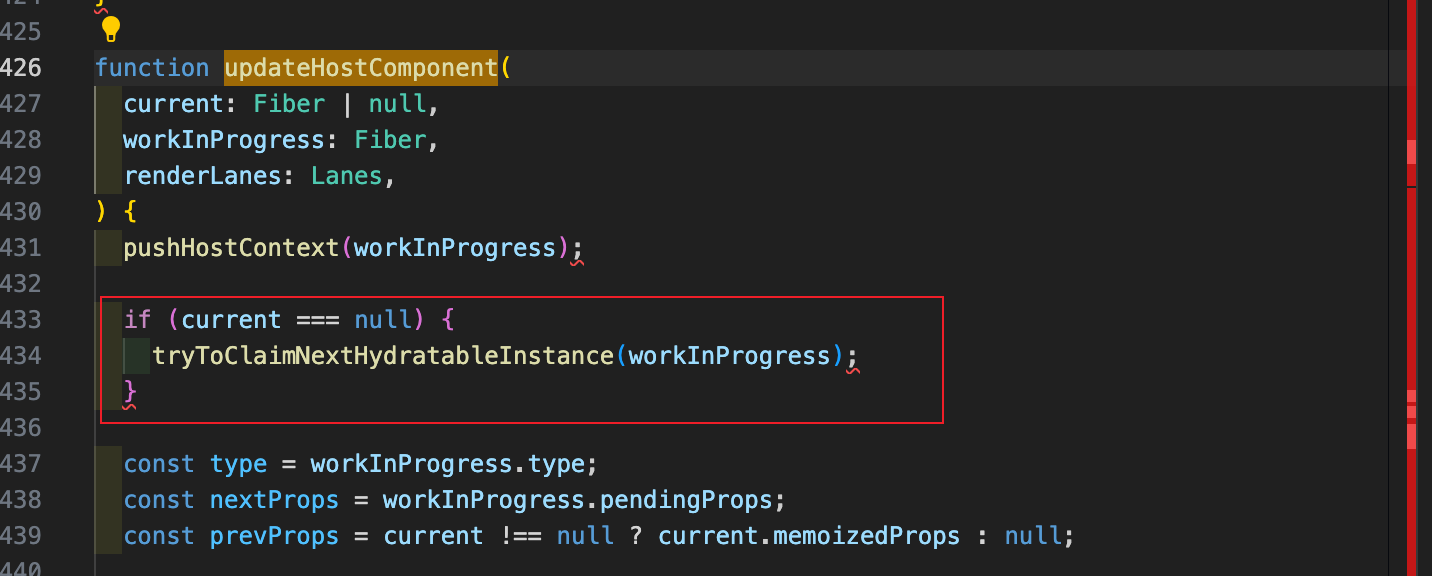 424 }
425
426 function updateHostComponent(
427 current: Fiber | null,
428 workInProgress: Fiber,
429 renderLanes: Lanes,
430 ) {
431 pushHostContext(workInProgress);
432
433 if (current === null) {
434 tryToClaimNextHydratableInstance(workInProgress);
435 }
436
437 const type = workInProgress.type;
438 const nextProps = workInProgress.pendingProps;
439 const prevProps = current !== null ? current.memoizedProps : null;
440